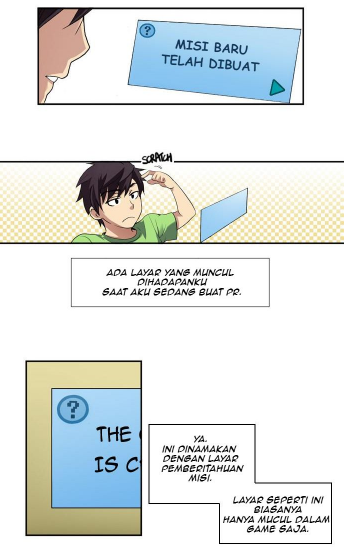 ?
MISI BARU
TELAH DIBUAT
SCRATCH
ADA LAYAR YANG MUNCUL
DIHADAPANKU
SAAT AKU SEDANG BUAT PR.
?
THE
IS C
YA.
INI DINAMAKAN
DENGAN LAYAR
PEMBERITAHUAN
MISI.
LAYAR SEPERTI INI
BIASANYA
HANYA MUCUL DALAM
GAME SAJA.